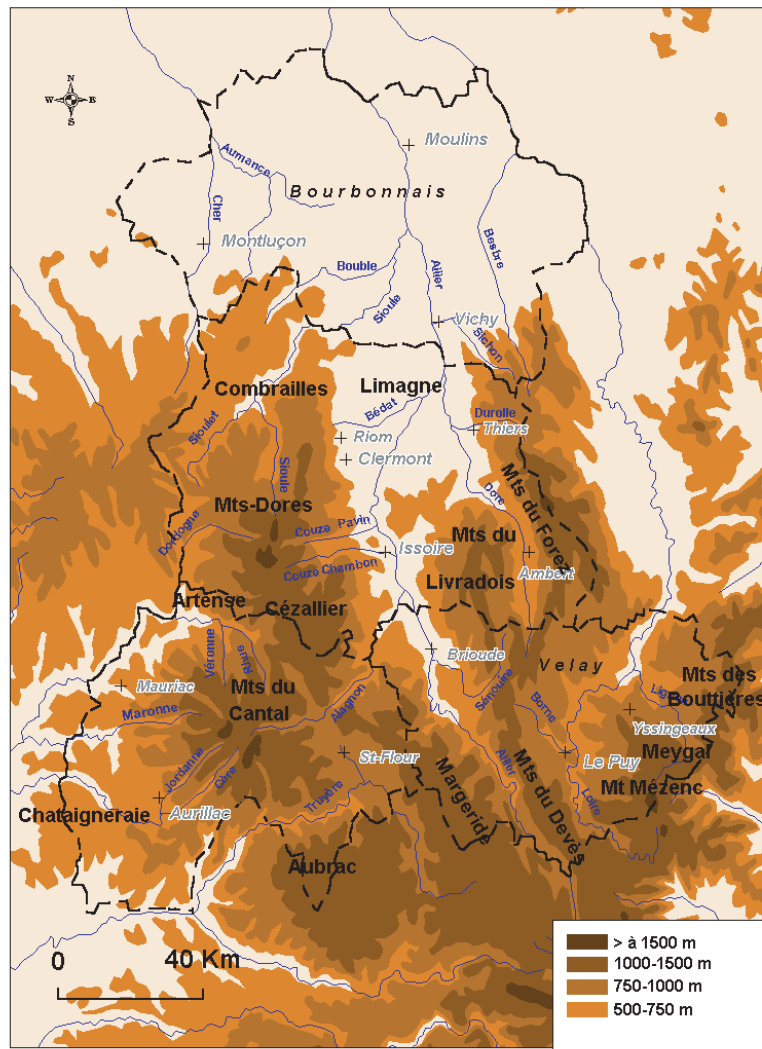 N
W E
S
Moulins
Aumance
Bourbonnais
Cher
Montluçon
Besbre
Bouble
Allier
Sioule
Vichy
Sichon
Combrailles
Limagne
Bédat
Durolle
Sioulet
Riom
Thiers
Clermont
Sioule
Mts du Forez
Dore
Mts-Dores
Couze Pavin
Dordogne
Mts du
Livradois
Issoire
Couze Chambon
Ambert
Artense
Cézallier
Véronne
Rhue
Brioude
Velay
Mts des
Bouttières
Mauriac
Mts du
Cantal
Alagnon
Sénouire
Borne
Lignon
Maronne
Yssingeaux
Jordanne
Cère
St-Flour
Allier
Le Puy
Meygal
Margeride
Mts du Devès
Mt Mézenc
Loire
Truyère
Chataigneraie
Aurillac
Aubrac
0 40 Km
> à 1500 m
1000-1500 m
750-1000 m
500-750 m